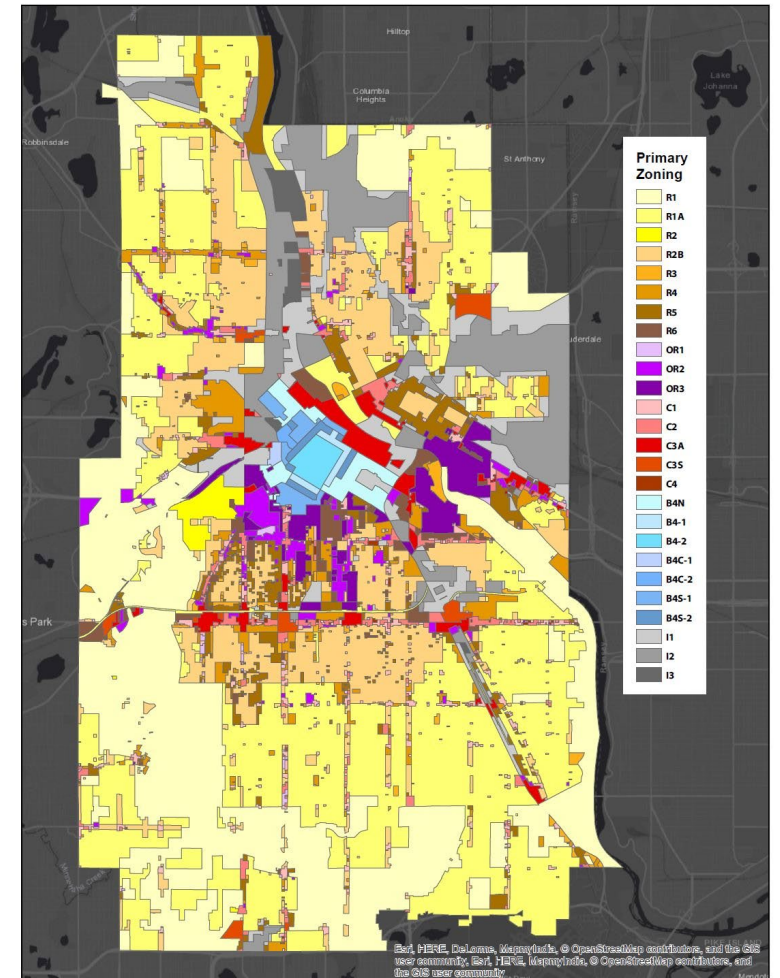 Hilltop
Lake
Johanna
Columbia
Heights
Robbinsdale
St Anthony
Primary
Zoning
R1
R1A
R2
R2B
R3
R4
R5
R6
OR1
OR2
OR3
C1
C2
C3A
C3S
C4
B4N
B4-1
B4-2
B4C-1
B4C-2
B4S-1
B4S-2
I1
I2
I3
uderdale
s Park
Esri, HERE, DeLorme, MapmyIndia, © OpenStreetMap contributors, and the GIS
user community, Esri, HERE, MapmyIndia, © OpenStreetMap contributors, and
the GIS user community